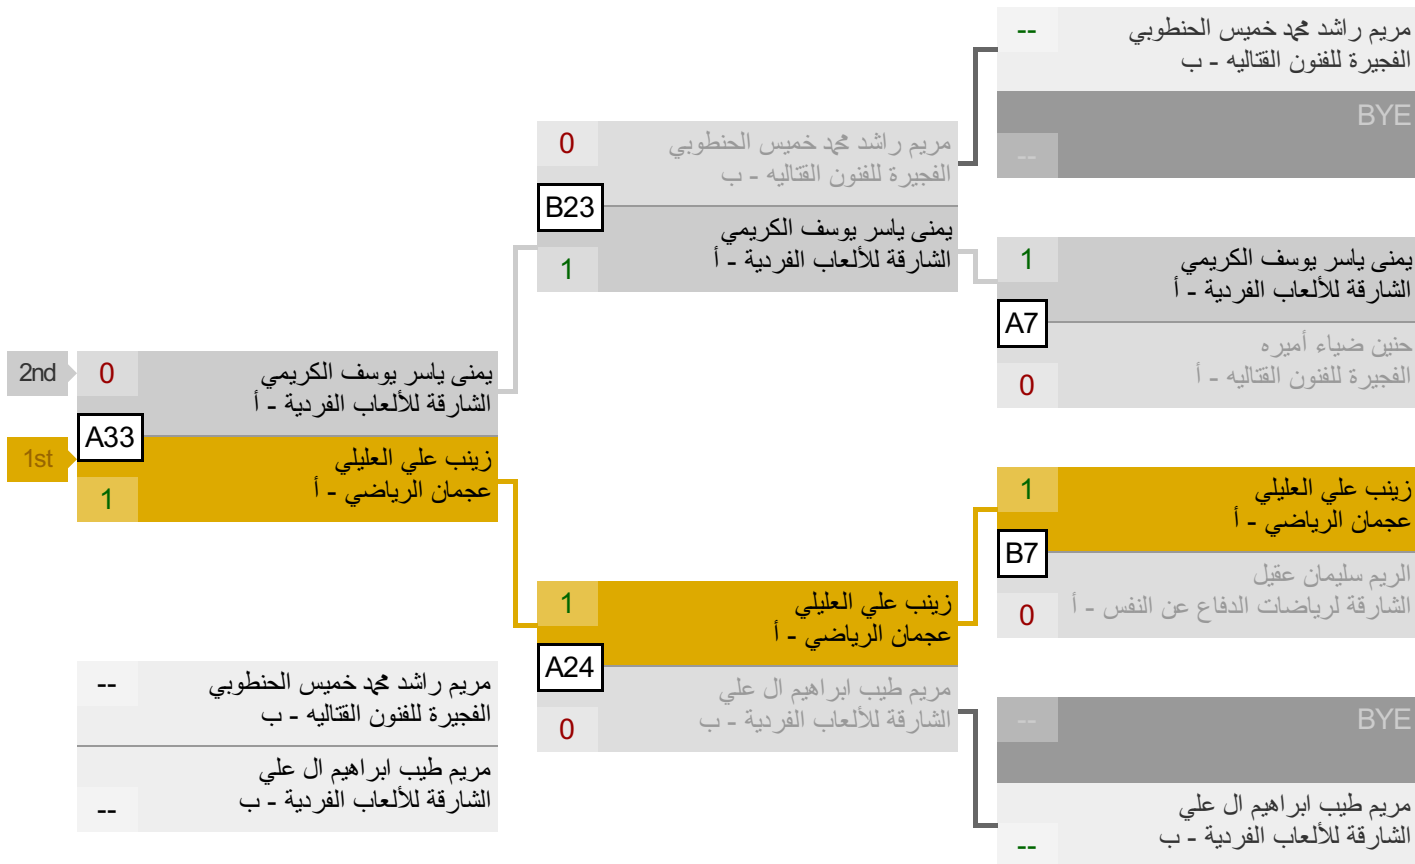 --
مريم راشد محمد خميس الحنطوبي
الفجيرة للفنون القتاليه - ب
BYE
--
1
يمنى ياسر يوسف الكريمي
الشارقة للألعاب الفردية - أ
A7
حنين ضياء أميره
الفجيرة للفنون القتاليه - أ
0
1
زينب علي العليلي
عجمان الرياضي - أ
B7
الريم سليمان عقيل
الشارقة لرياضات الدفاع عن النفس - أ
0
--
BYE
مريم طيب ابراهيم ال علي
الشارقة للألعاب الفردية - ب
--
0
مريم راشد محمد خميس الحنطوبي
الفجيرة للفنون القتاليه - ب
B23
يمنى ياسر يوسف الكريمي
الشارقة للألعاب الفردية - أ
1
1
زينب علي العليلي
عجمان الرياضي - أ
A24
مريم طيب ابراهيم ال علي
الشارقة للألعاب الفردية - ب
0
2nd
0
يمنى ياسر يوسف الكريمي
الشارقة للألعاب الفردية - أ
A33
1st
زينب علي العليلي
عجمان الرياضي - أ
1
--
مريم راشد محمد خميس الحنطوبي
الفجيرة للفنون القتاليه - ب
مريم طيب ابراهيم ال علي
الشارقة للألعاب الفردية - ب
--